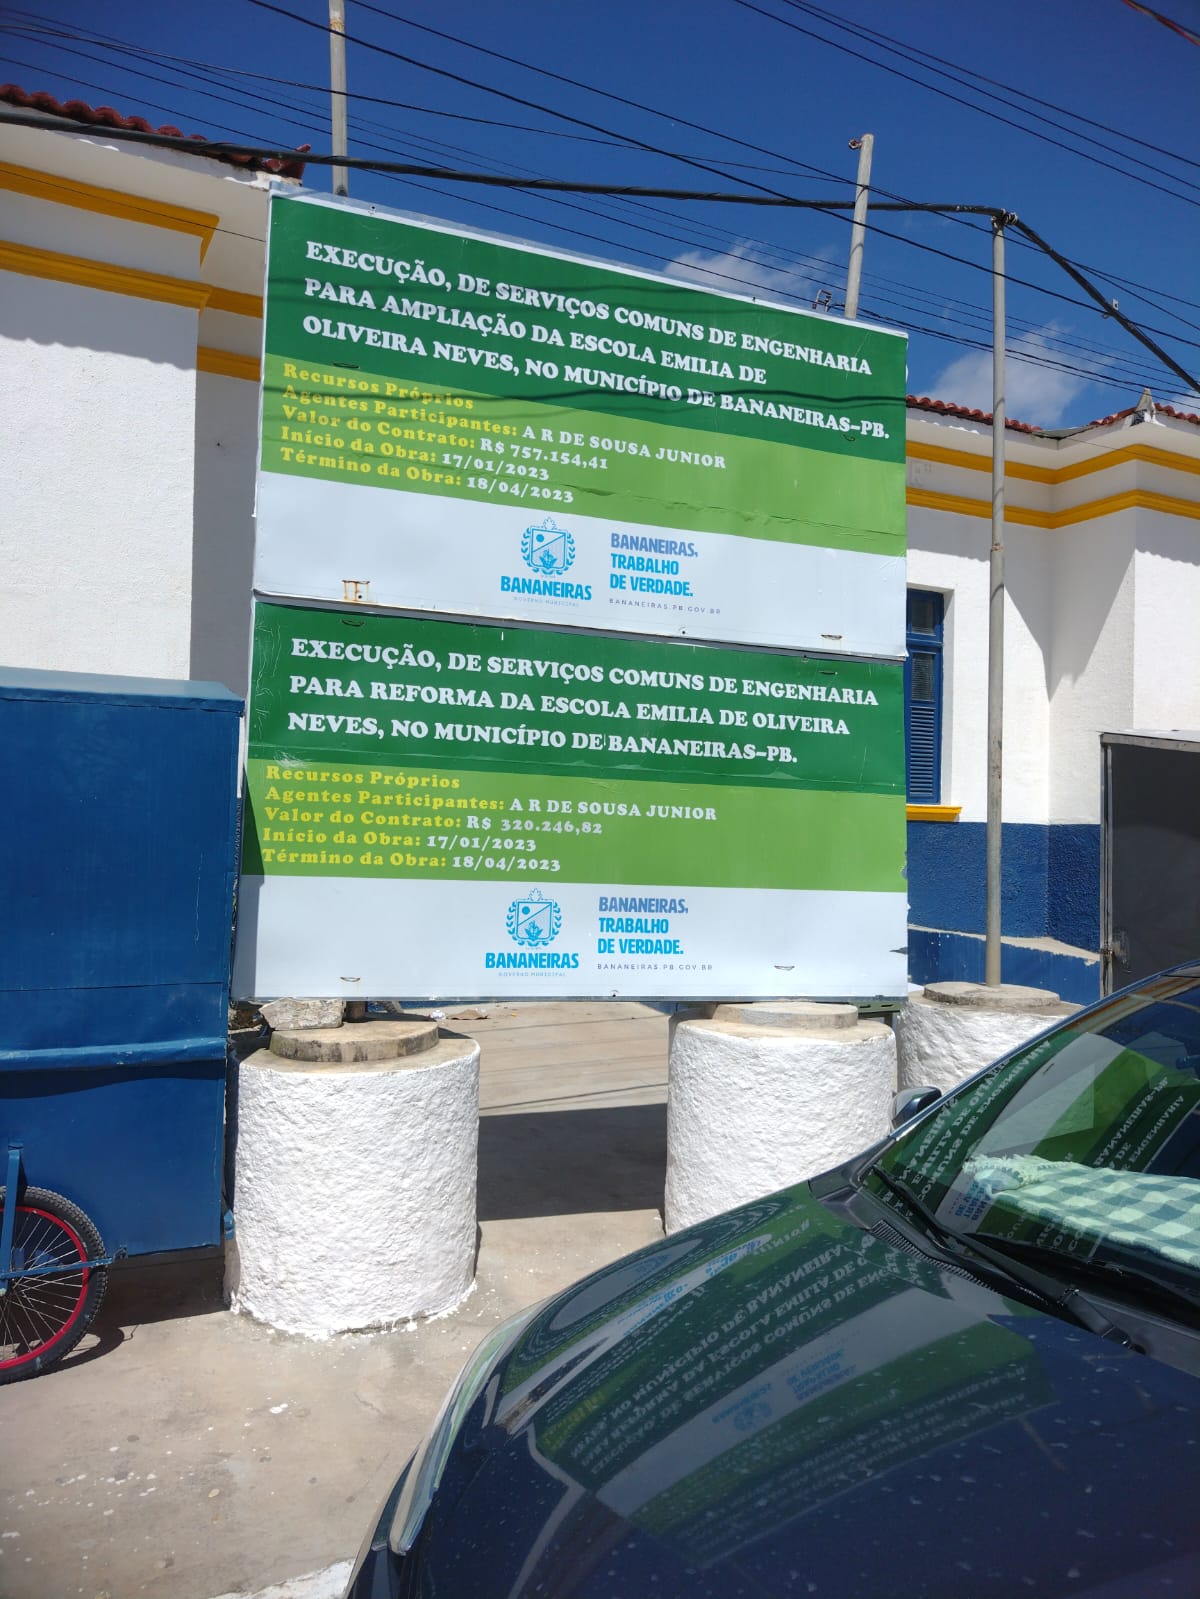 EXECUÇÃO, DE SERVIÇOS COMUNS DE ENGENHARIA
PARA AMPLIAÇÃO DA ESCOLA EMILIA DE
OLIVEIRA NEVES, NO MUNICÍPIO DE BANANEIRAS-PB.
Recursos Próprios
Agentes Participantes: A R DE SOUSA JUNIOR
Valor do Contrato: R$ 757.154,41
Início da Obra: 17/01/2023
Término da Obra: 18/04/2023
BANANEIRAS
GOVERNO MUNICIPAL
BANANEIRAS,
TRABALHO
DE VERDADE.
BANANEIRAS.PB.GOV.BR
EXECUÇÃO, DE SERVIÇOS COMUNS DE ENGENHARIA
PARA REFORMA DA ESCOLA EMILIA DE OLIVEIRA
NEVES, NO MUNICÍPIO DE BANANEIRAS-PB.
Recursos Próprios
Agentes Participantes: A R DE SOUSA JUNIOR
Valor do Contrato: R$ 320.246,82
Início da Obra: 17/01/2023
Término da Obra: 18/04/2023
BANANEIRAS
GOVERNO MUNICIPAL
BANANEIRAS,
TRABALHO
DE VERDADE.
BANANEIRAS.PB.GOV.BR